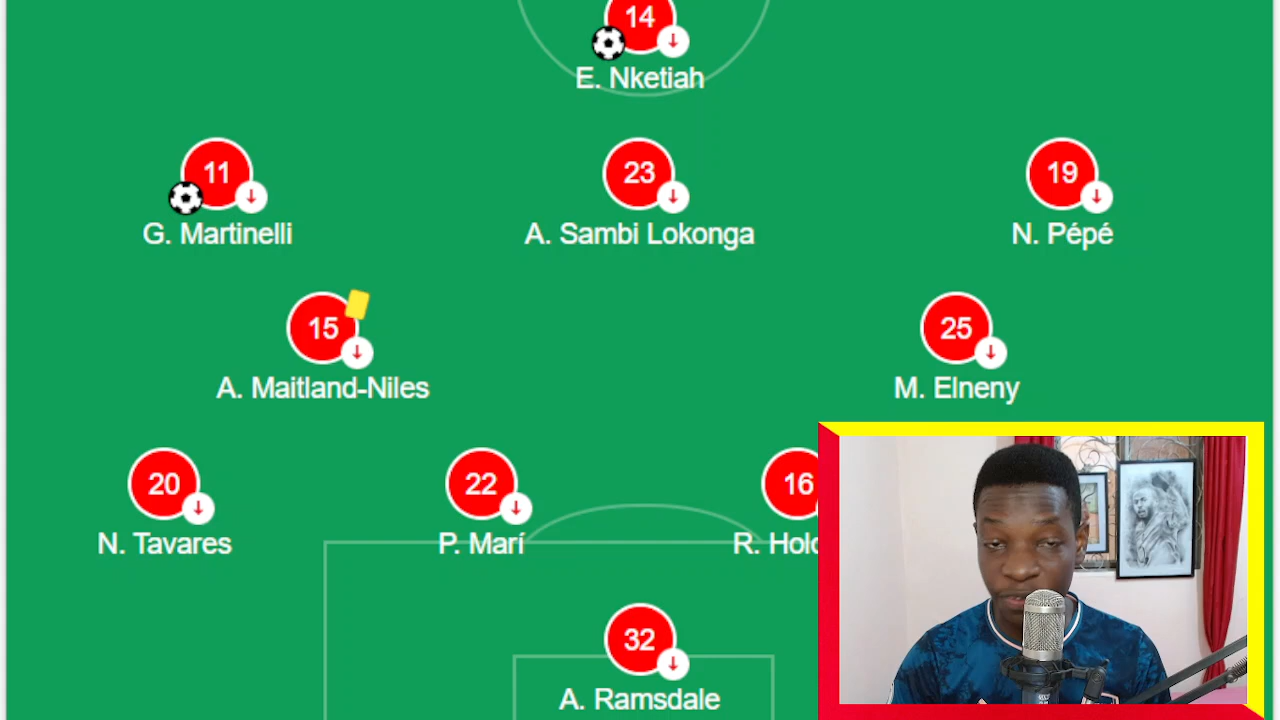 14
E. Nketiah
11
23
19
G. Martinelli
A. Sambi Lokonga
N. Pépé
15
25
A. Maitland-Niles
M. Elneny
20
22
16
N. Tavares
P. Marí
R. Hol
32
A. Ramsdale